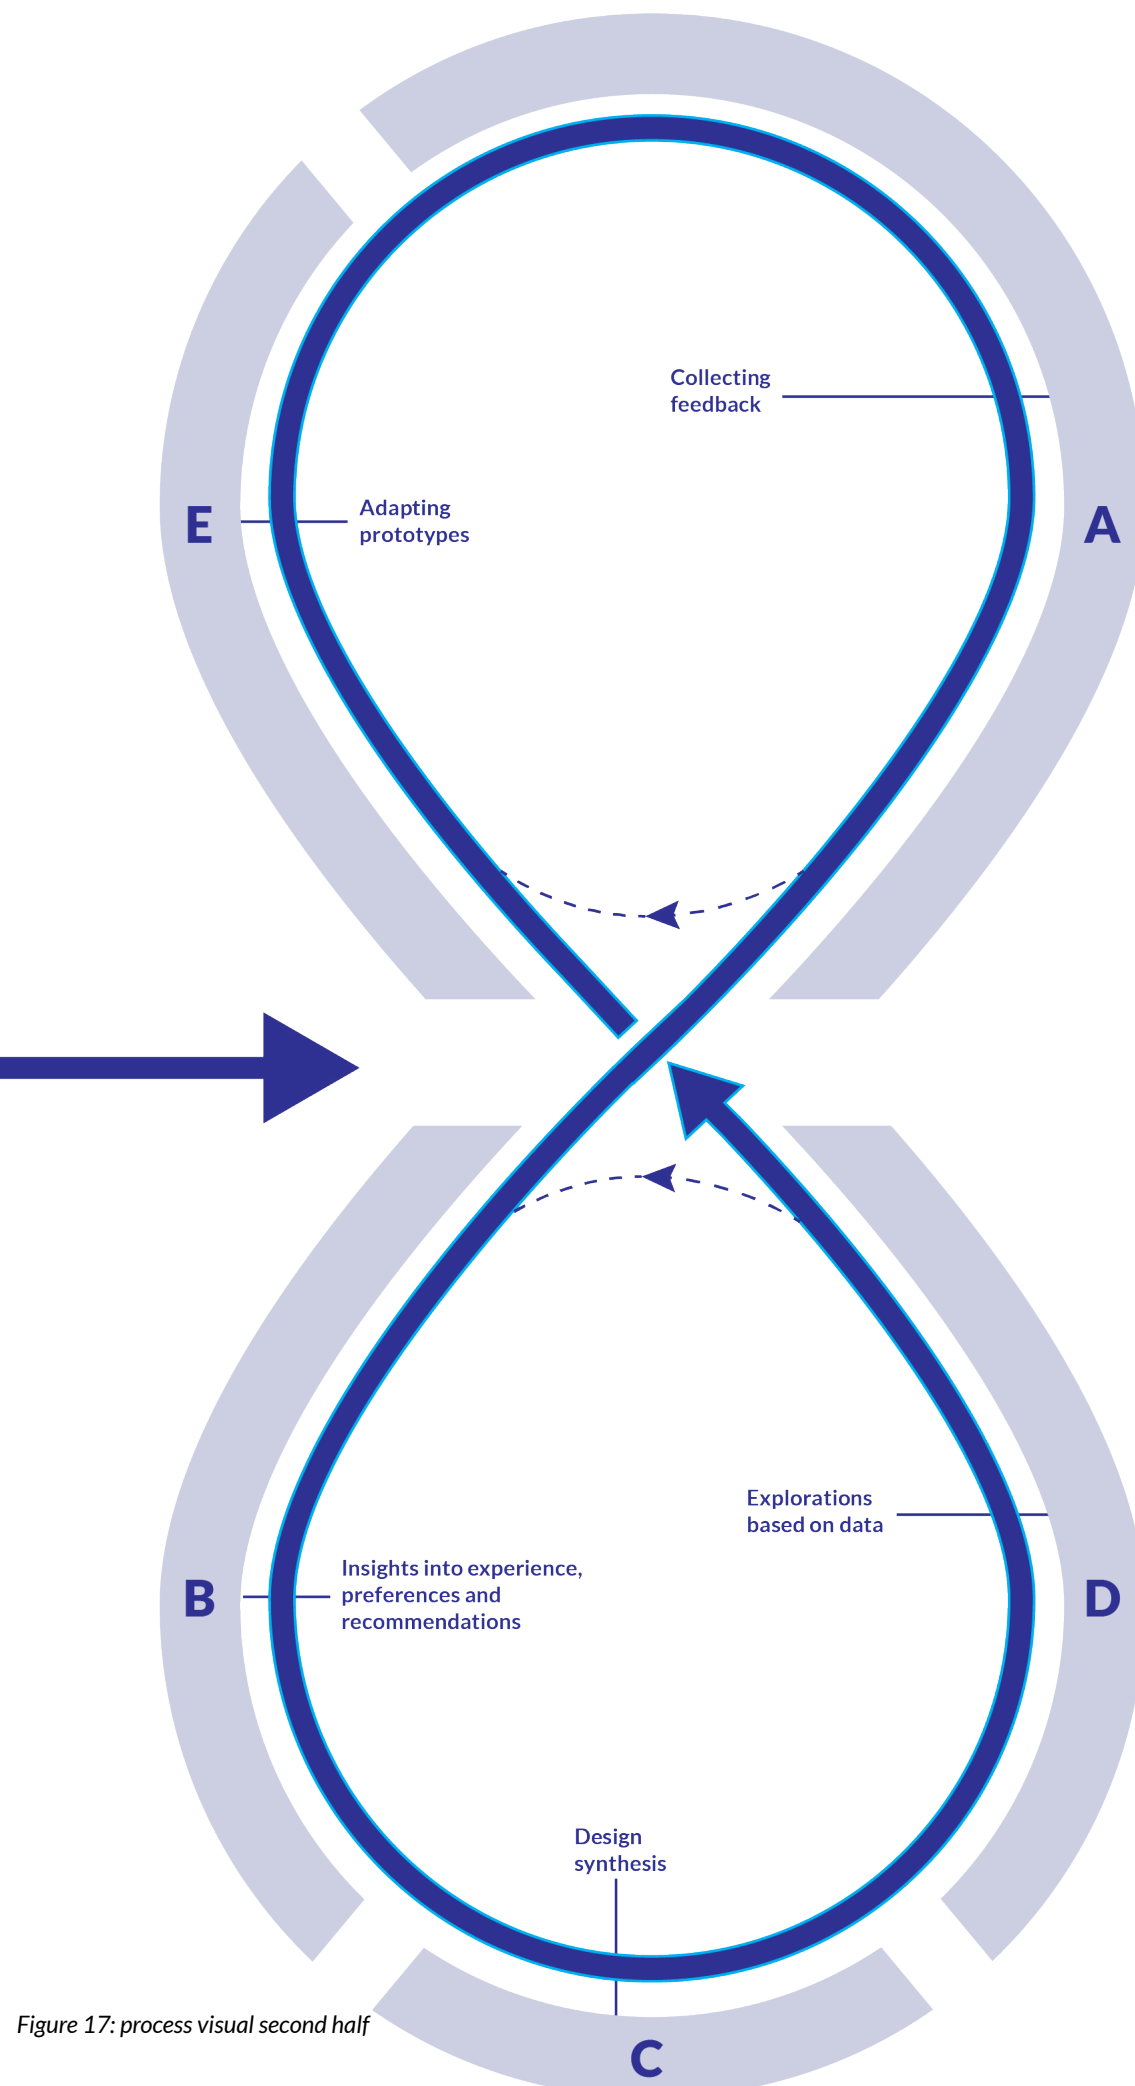 Collecting
feedback
E
Adapting
prototypes
A
Explorations
based on data
B
Insights into experience,
preferences and
recommendations
D
Design
synthesis
Figure 17: process visual second half
C